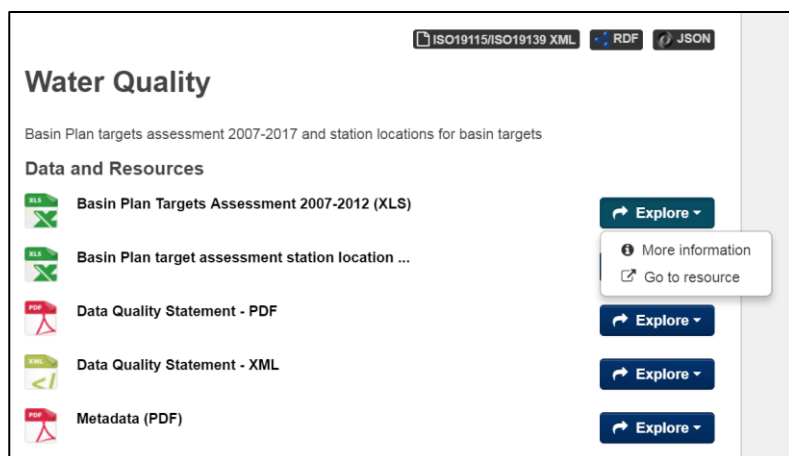 ISO19115/ISO19139 XML RDF JSON
Water Quality
Basin Plan targets assessment 2007-2017 and station locations for basin targets
Data and Resources
XLS Basin Plan Targets Assessment 2007-2012 (XLS) Explore
More information
XLS Basin Plan target assessment station location ...
Go to resource
PDF Data Quality Statement - PDF Explore
XML Data Quality Statement - XML Explore
PDF Metadata (PDF) Explore